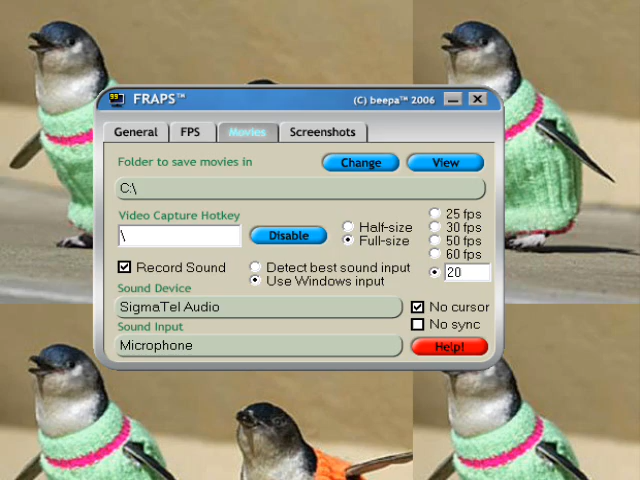 99
FRAPS™ (C) beepa™ 2006
General FPS Movies Screenshots
Folder to save movies in Change View
C:\
Video Capture Hotkey
\ Disable
Half-size
Full-size
25 fps
30 fps
50 fps
60 fps
20
Record Sound
Detect best sound input
Use Windows input
Sound Device
SigmaTel Audio
No cursor
No sync
Sound Input
Microphone
Help!